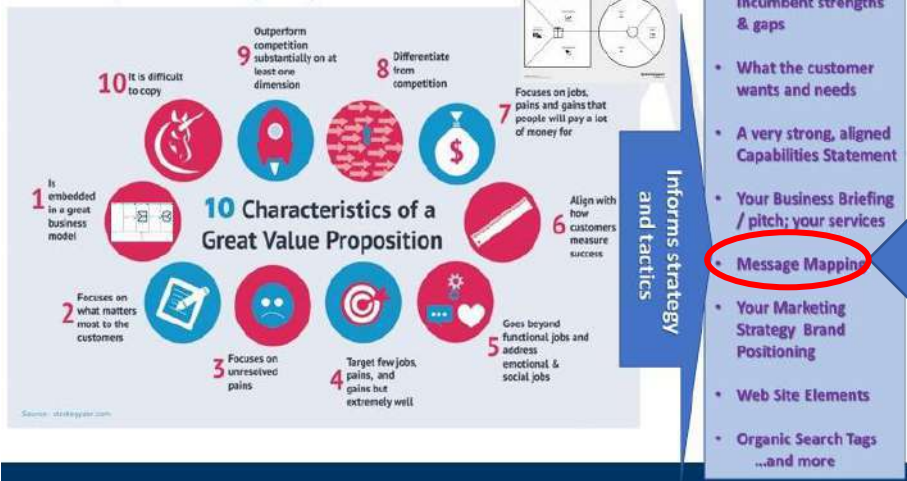 10 It is difficult
to copy
9 Outperform
competition
substantially on at
least one
dimension
8 Differentiate
from
competition
7 Focuses on jobs,
pains and gains that
people will pay a lot
of money for
1 Is
embedded
in a great
business
model
10 Characteristics of a
Great Value Proposition
6 Align with
how
customers
measure
success
2 Focuses on
what matters
most to the
customers
3 Focuses on
unresolved
pains
4 Target few jobs,
pains, and
gains but
extremely well
5 Goes beyond
functional jobs and
address
emotional &
social jobs
$
Informs strategy
and tactics
Incumbent strengths
& gaps
• What the customer
wants and needs
• A very strong, aligned
Capabilities Statement
• Your Business Briefing
/ pitch; your services
• Message Mapping
• Your Marketing
Strategy Brand
Positioning
• Web Site Elements
• Organic Search Tags
...and more